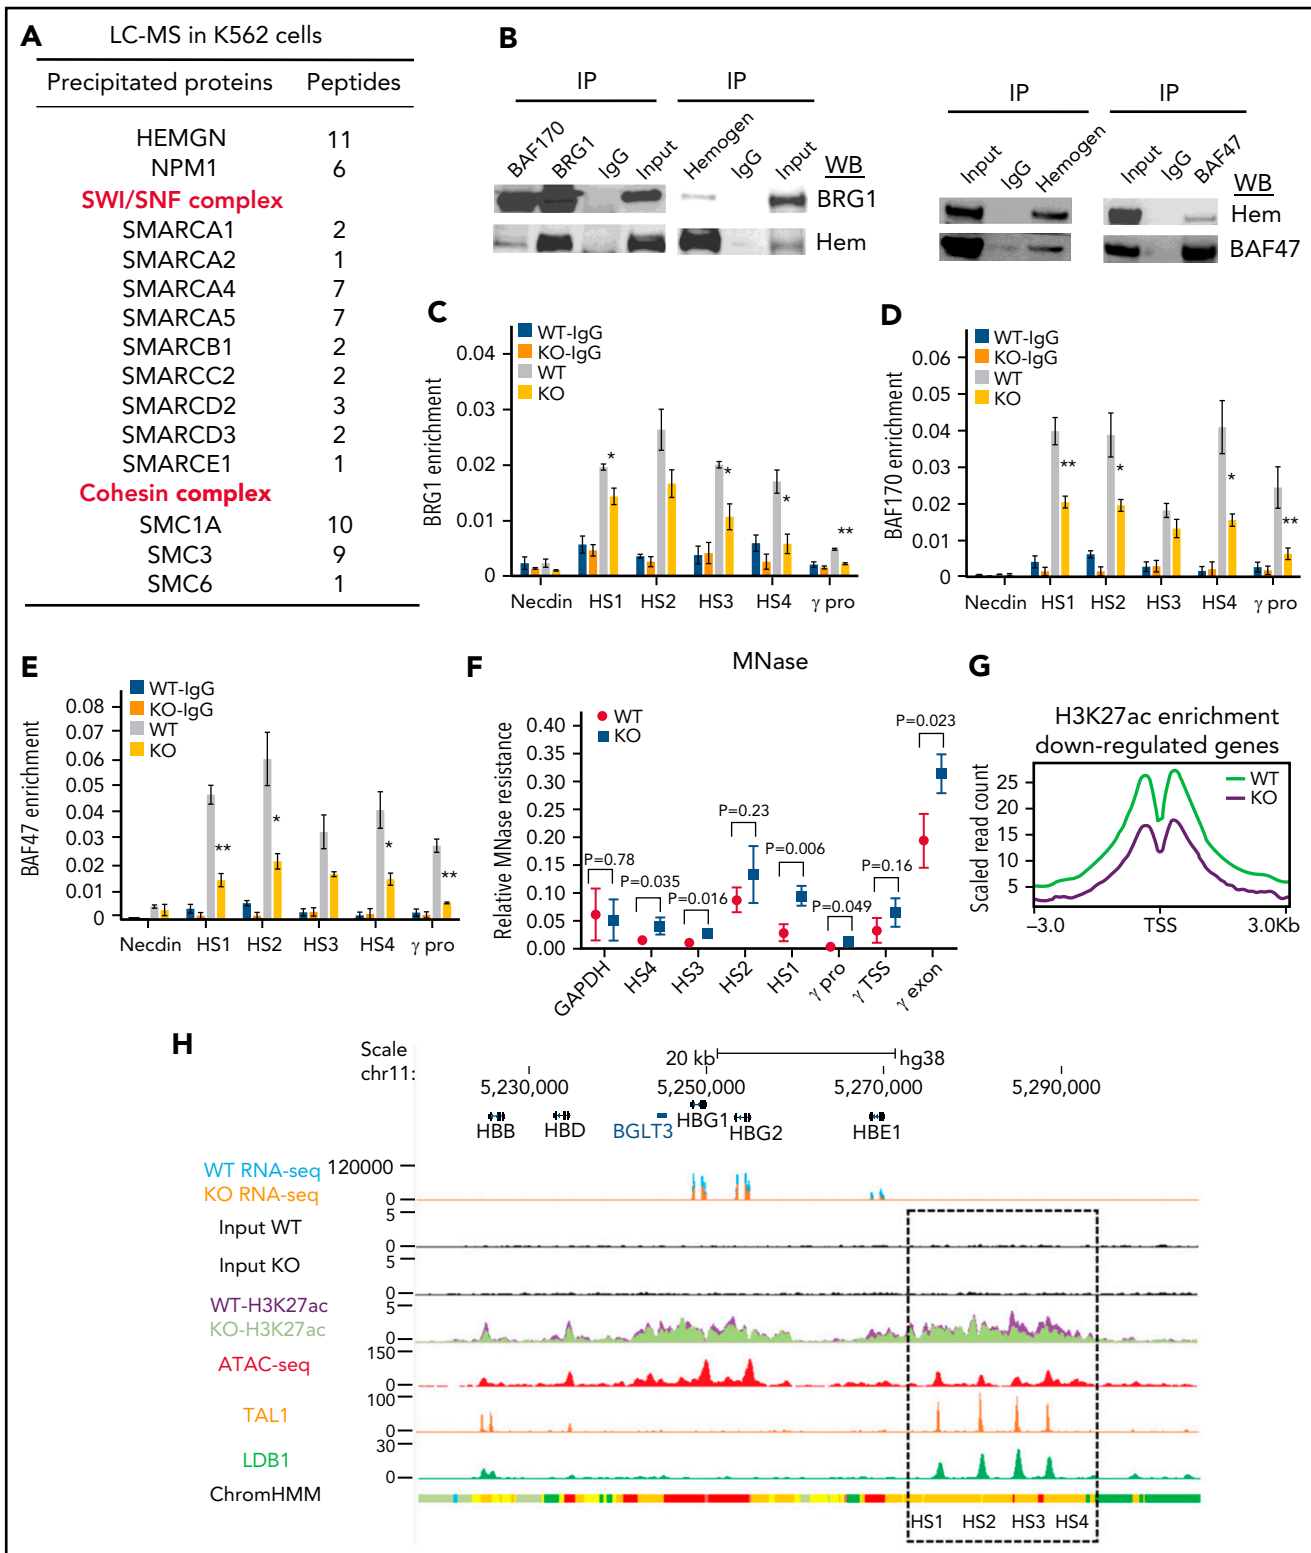 A
LC-MS in K562 cells
Precipitated proteins Peptides
HEMGN 11
NPM1 6
SWI/SNF complex
SMARCA1 2
SMARCA2 1
SMARCA4 7
SMARCA5 7
SMARCB1 2
SMARCC2 2
SMARCD2 3
SMARCD3 2
SMARCE1 1
Cohesin complex
SMC1A 10
SMC3 9
SMC6 1
B
IP IP
BAF170 BRG1 IgG Input Hemogen IgG Input WB
BRG1
Hem
IP IP
Input IgG Hemogen Input IgG BAF47 WB
Hem
BAF47
C
WT-IgG
KO-IgG
WT
KO
BRG1 enrichment
0.04
0.03
0.02
0.01
0
* * * **
Necdin HS1 HS2 HS3 HS4 γ pro
D
WT-IgG
KO-IgG
WT
KO
BAF170 enrichment
0.06
0.05
0.04
0.03
0.02
0.01
0
** * * **
Necdin HS1 HS2 HS3 HS4 γ pro
E
WT-IgG
KO-IgG
WT
KO
BAF47 enrichment
0.08
0.07
0.06
0.05
0.04
0.03
0.02
0.01
0
** * * **
Necdin HS1 HS2 HS3 HS4 γ pro
F
MNase
WT
KO
Relative MNase resistance
0.40
0.35
0.30
0.25
0.20
0.15
0.10
0.05
0.00
P=0.78 P=0.035 P=0.016 P=0.23 P=0.006 P=0.049 P=0.16 P=0.023
GAPDH HS4 HS3 HS2 HS1 γ pro γ TSS γ exon
G
H3K27ac enrichment
down-regulated genes
WT
KO
Scaled read count
25
20
15
10
5
−3.0 TSS 3.0Kb
H
Scale 20 kb hg38
chr11: 5,230,000 5,250,000 5,270,000 5,290,000
HBB HBD BGLT3 HBG1 HBG2 HBE1
WT RNA-seq 120000
KO RNA-seq 0
5
Input WT
0
5
Input KO
0
WT-H3K27ac 5
KO-H3K27ac 0
150
ATAC-seq
0
100
TAL1
0
30
LDB1
0
ChromHMM
HS1 HS2 HS3 HS4